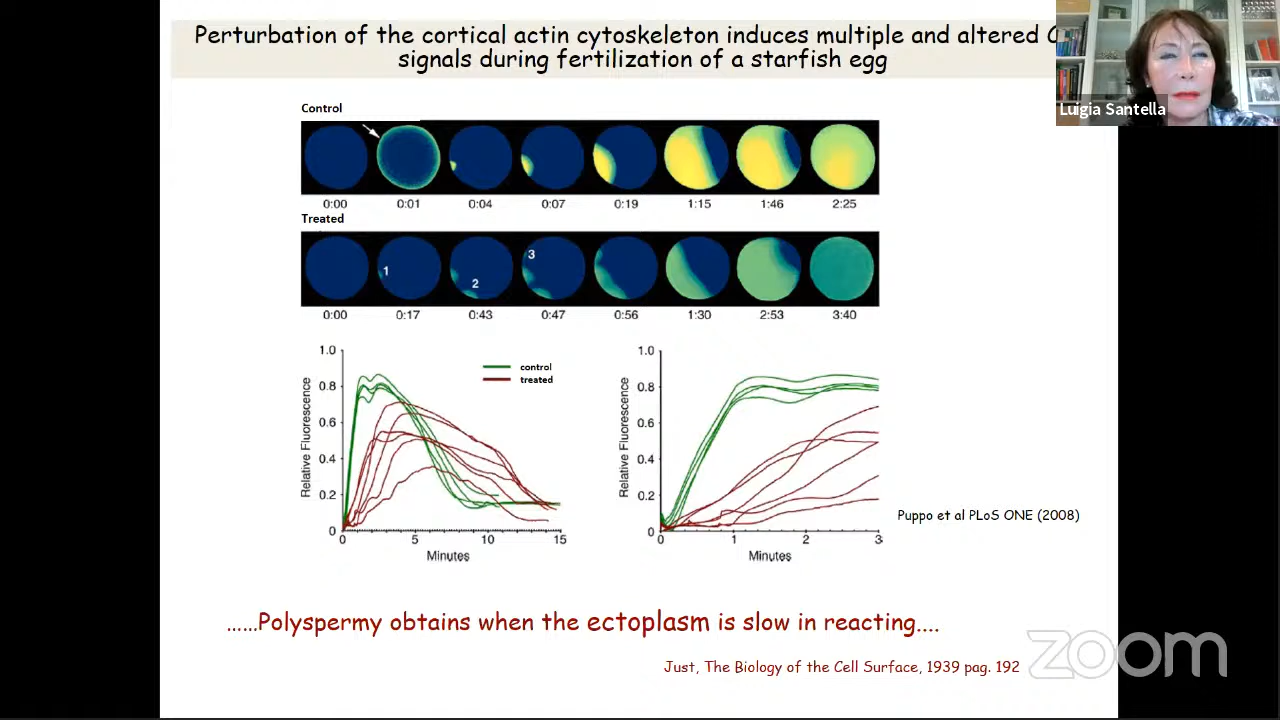 Perturbation of the cortical actin cytoskeleton induces multiple and altered
signals during fertilization of a starfish egg
Luigia Santella
Control
0:00 0:01 0:04 0:07 0:19 1:15 1:46 2:25
Treated
1 2 3
0:00 0:17 0:43 0:47 0:56 1:30 2:53 3:40
1.0 0.8 0.6 0.4 0.2 0
Relative Fluorescence
control
treated
0 5 10 15
Minutes
1.0 0.8 0.6 0.4 0.2 0
Relative Fluorescence
0 1 2 3
Minutes
Puppo et al PLoS ONE (2008)
......Polyspermy obtains when the ectoplasm is slow in reacting....
Just, The Biology of the Cell Surface, 1939 pag. 192
zoom